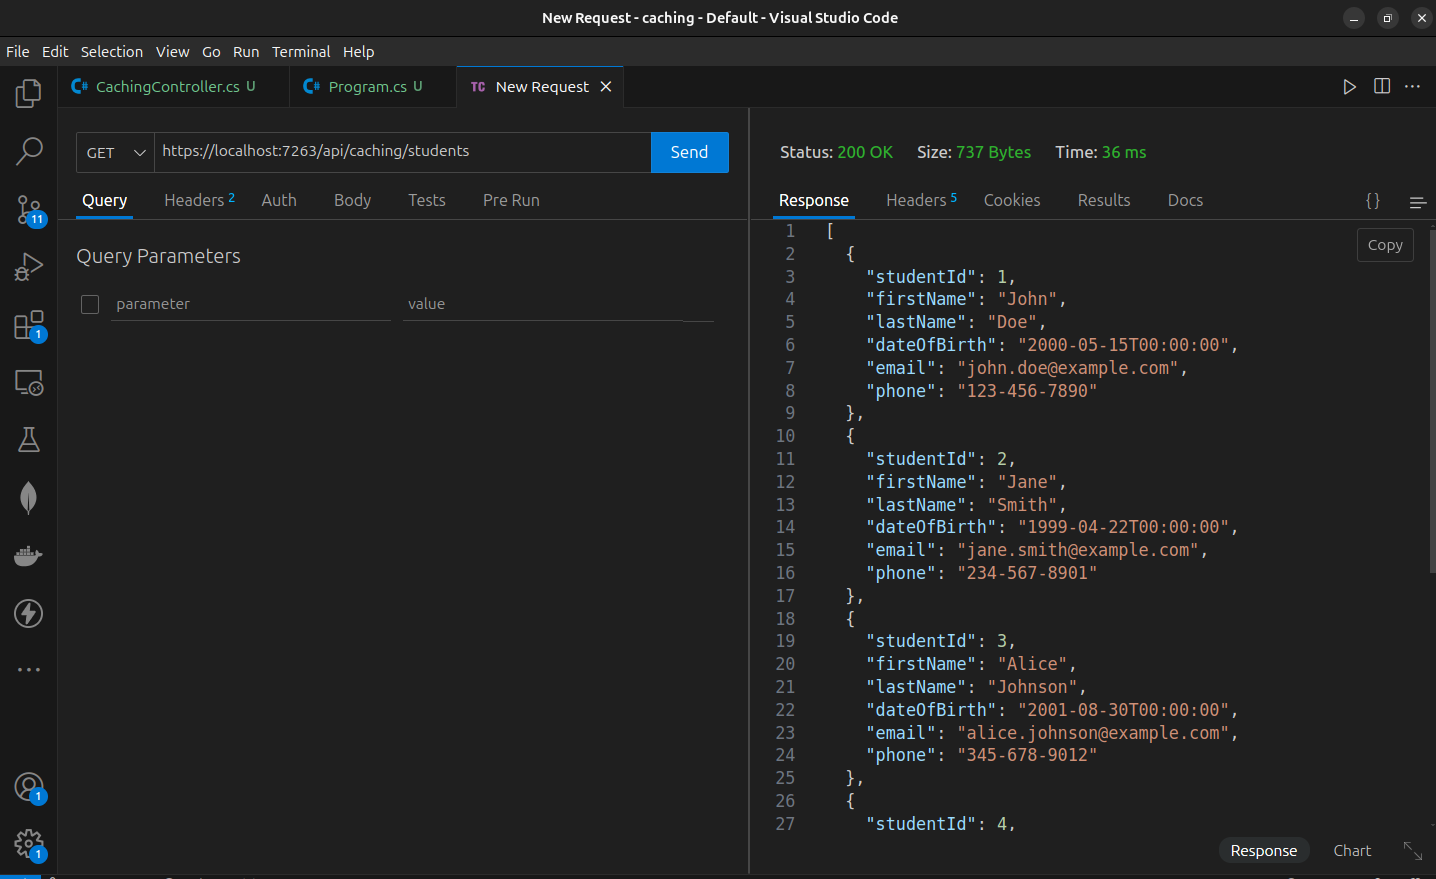 New Request - caching - Default - Visual Studio Code
File Edit Selection View Go Run Terminal Help
CachingController.cs U
Program.cs U
TC New Request
GET
https://localhost:7263/api/caching/students
Send
Query Headers 2 Auth Body Tests Pre Run
Query Parameters
parameter value
11
1
1
1
Status: 200 OK Size: 737 Bytes Time: 36 ms
Response Headers 5 Cookies Results Docs {}
Copy
1 [
2 {
3 "studentId": 1,
4 "firstName": "John",
5 "lastName": "Doe",
6 "dateOfBirth": "2000-05-15T00:00:00",
7 "email": "john.doe@example.com",
8 "phone": "123-456-7890"
9 },
10 {
11 "studentId": 2,
12 "firstName": "Jane",
13 "lastName": "Smith",
14 "dateOfBirth": "1999-04-22T00:00:00",
15 "email": "jane.smith@example.com",
16 "phone": "234-567-8901"
17 },
18 {
19 "studentId": 3,
20 "firstName": "Alice",
21 "lastName": "Johnson",
22 "dateOfBirth": "2001-08-30T00:00:00",
23 "email": "alice.johnson@example.com",
24 "phone": "345-678-9012"
25 },
26 {
27 "studentId": 4,
Response Chart